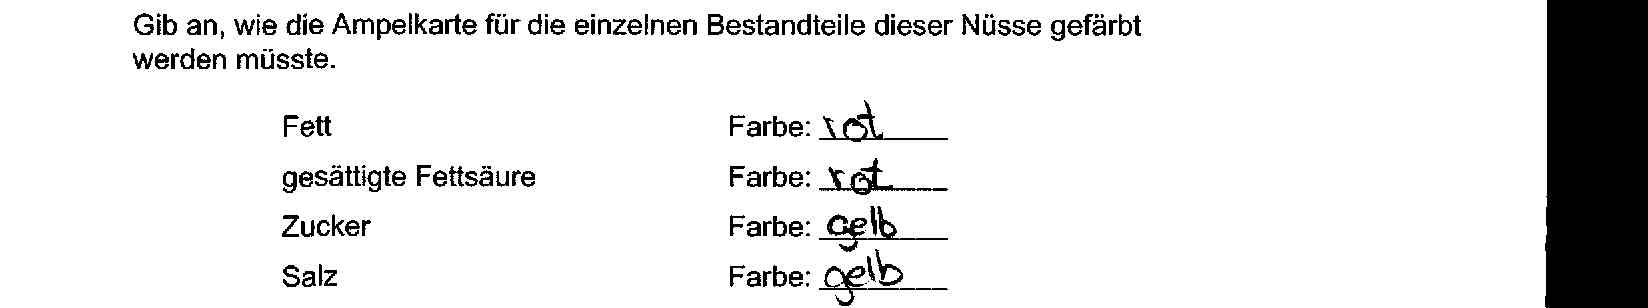 Gib an, wie die Ampelkarte für die einzelnen Bestandteile dieser Nüsse gefärbt
werden müsste.
Fett Farbe: rot
gesättigte Fettsäure Farbe: rot
Zucker Farbe: gelb
Salz Farbe: gelb